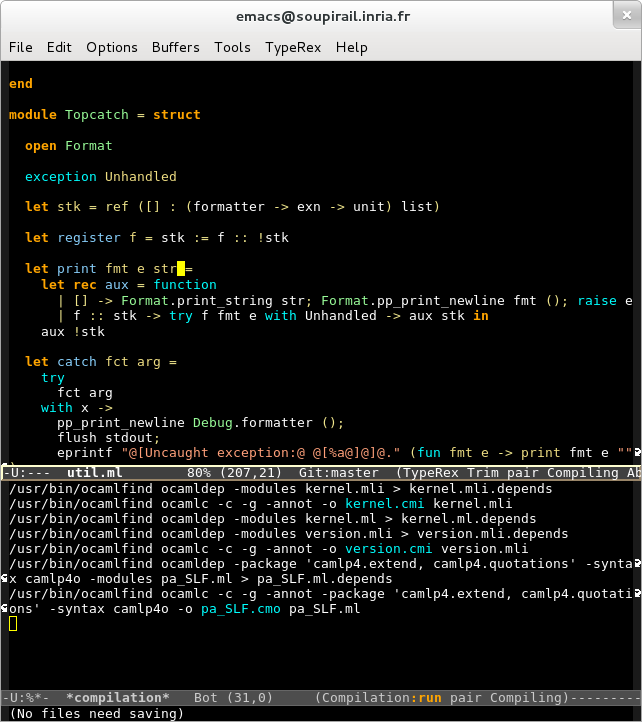 emacs@soupirail.inria.fr
File Edit Options Buffers Tools TypeRex Help
end
module Topcatch = struct
open Format
exception Unhandled
let stk = ref ([] : (formatter -> exn -> unit) list)
let register f = stk := f :: !stk
let print fmt e str =
let rec aux = function
| [] -> Format.print_string str; Format.pp_print_newline fmt (); raise e
| f :: stk -> try f fmt e with Unhandled -> aux stk in
aux !stk
let catch fct arg =
try
fct arg
with x ->
pp_print_newline Debug.formatter ();
flush stdout;
eprintf "@[Uncaught exception:@ @[%a@]@]@." (fun fmt e -> print fmt e ""
)
-U:--- util.ml 80% (207,21) Git:master (TypeRex Trim pair Compiling Ab
/usr/bin/ocamlfind ocamldep -modules kernel.mli > kernel.mli.depends
/usr/bin/ocamlfind ocamlc -c -g -annot -o kernel.cmi kernel.mli
/usr/bin/ocamlfind ocamldep -modules kernel.ml > kernel.ml.depends
/usr/bin/ocamlfind ocamldep -modules version.mli > version.mli.depends
/usr/bin/ocamlfind ocamlc -c -g -annot -o version.cmi version.mli
/usr/bin/ocamlfind ocamldep -package 'camlp4.extend, camlp4.quotations' -synta
x camlp4o -modules pa_SLF.ml > pa_SLF.ml.depends
/usr/bin/ocamlfind ocamlc -c -g -annot -package 'camlp4.extend, camlp4.quotati
ons' -syntax camlp4o -o pa_SLF.cmo pa_SLF.ml
-U:%*- *compilation* Bot (31,0) (Compilation:run pair Compiling)---------
(No files need saving)